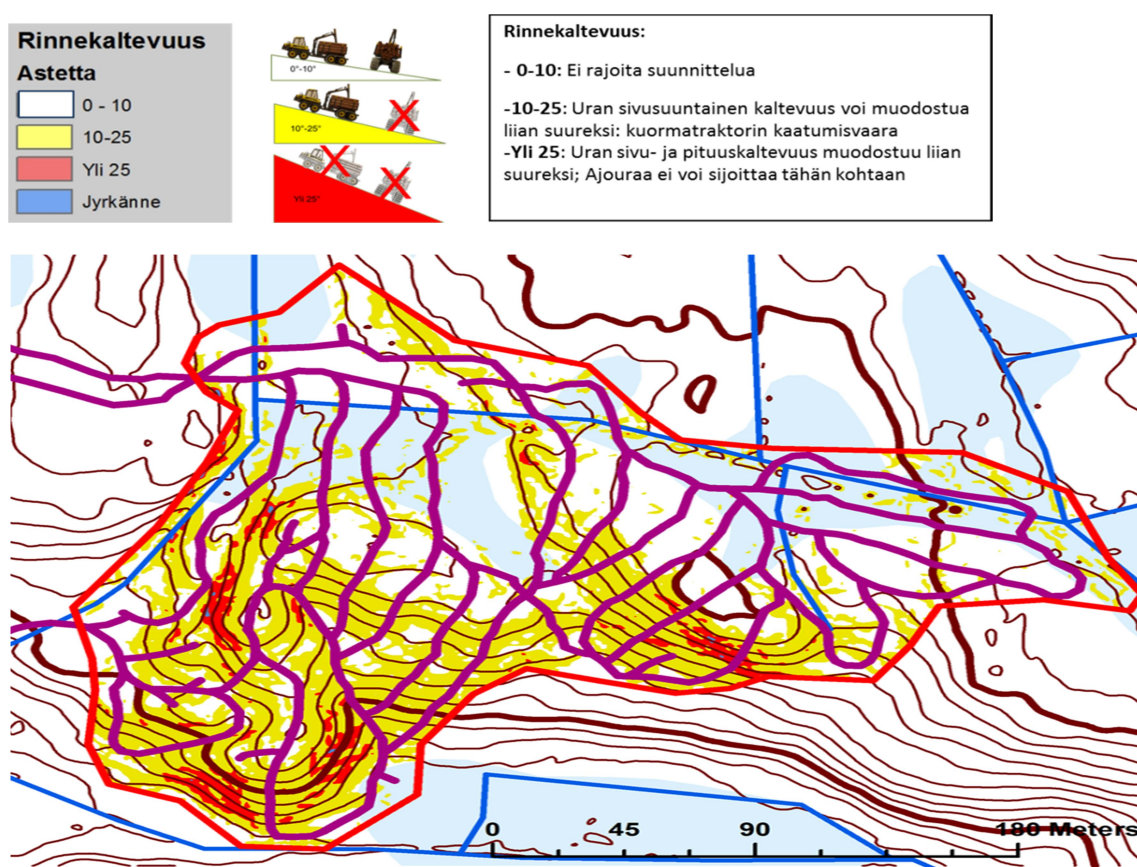 Rinnekaltevuus
Astetta
0 - 10
10-25
Yli 25
Jyrkänne
0°-10°
10°-25°
Yli 25°
Rinnekaltevuus:
- 0-10: Ei rajoita suunnittelua
-10-25: Uran sivusuuntainen kaltevuus voi muodostua
liian suureksi: kuormatraktorin kaatumisvaara
-Yli 25: Uran sivu- ja pituuskaltevuus muodostuu liian
suureksi; Ajouraa ei voi sijoittaa tähän kohtaan
0 45 90 180 Meters